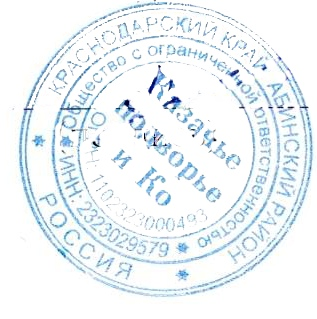 КРАСНОДАРСКИЙ КРАЙ АБИНСКИЙ РАЙОН
РОССИЯ
Общество с ограниченной ответственностью
ИНН: 2323029579
1102323000493
Казачье
подворье
и Ко